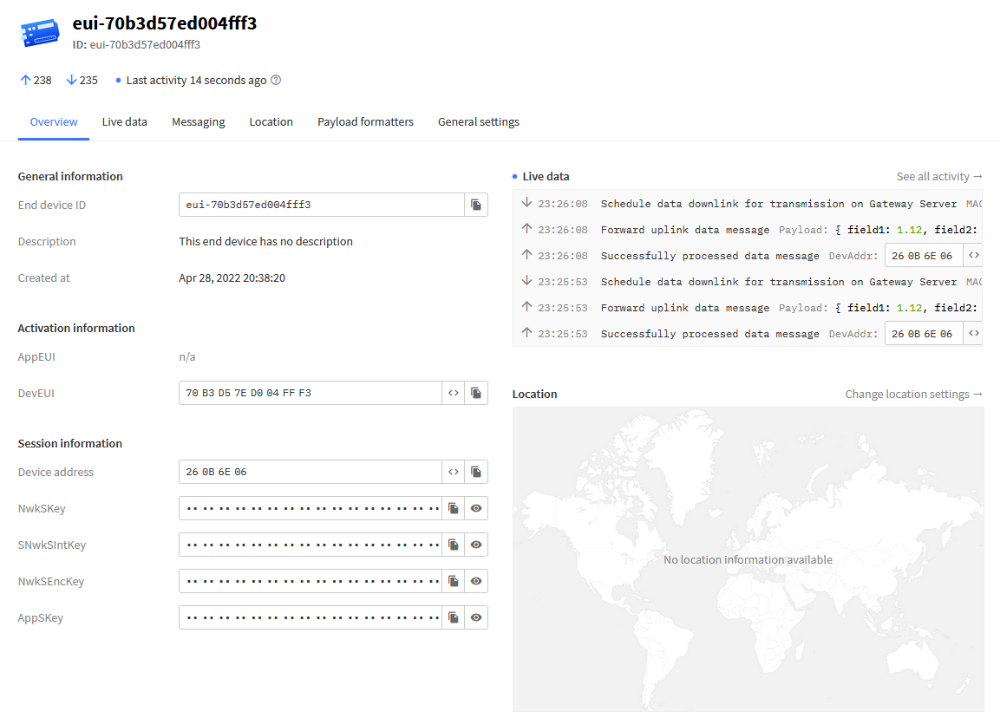 eui-70b3d57ed004fff3
ID: eui-70b3d57ed004fff3
238 235 Last activity 14 seconds ago
Overview Live data Messaging Location Payload formatters General settings
General information
End device ID eui-70b3d57ed004fff3
Description This end device has no description
Created at Apr 28, 2022 20:38:20
Activation information
AppEUI n/a
DevEUI 70 B3 D5 7E D0 04 FF F3
Session information
Device address 26 0B 6E 06
NwkSKey
SNwkSIntKey
NwkSEncKey
AppSKey
Live data See all activity →
23:26:08 Schedule data downlink for transmission on Gateway Server MAC
23:26:08 Forward uplink data message Payload: { field1: 1.12, field2:
23:26:08 Successfully processed data message DevAddr: 26 0B 6E 06 <>
23:25:53 Schedule data downlink for transmission on Gateway Server MAC
23:25:53 Forward uplink data message Payload: { field1: 1.12, field2:
23:25:53 Successfully processed data message DevAddr: 26 0B 6E 06 <>
Location Change location settings →
No location information available